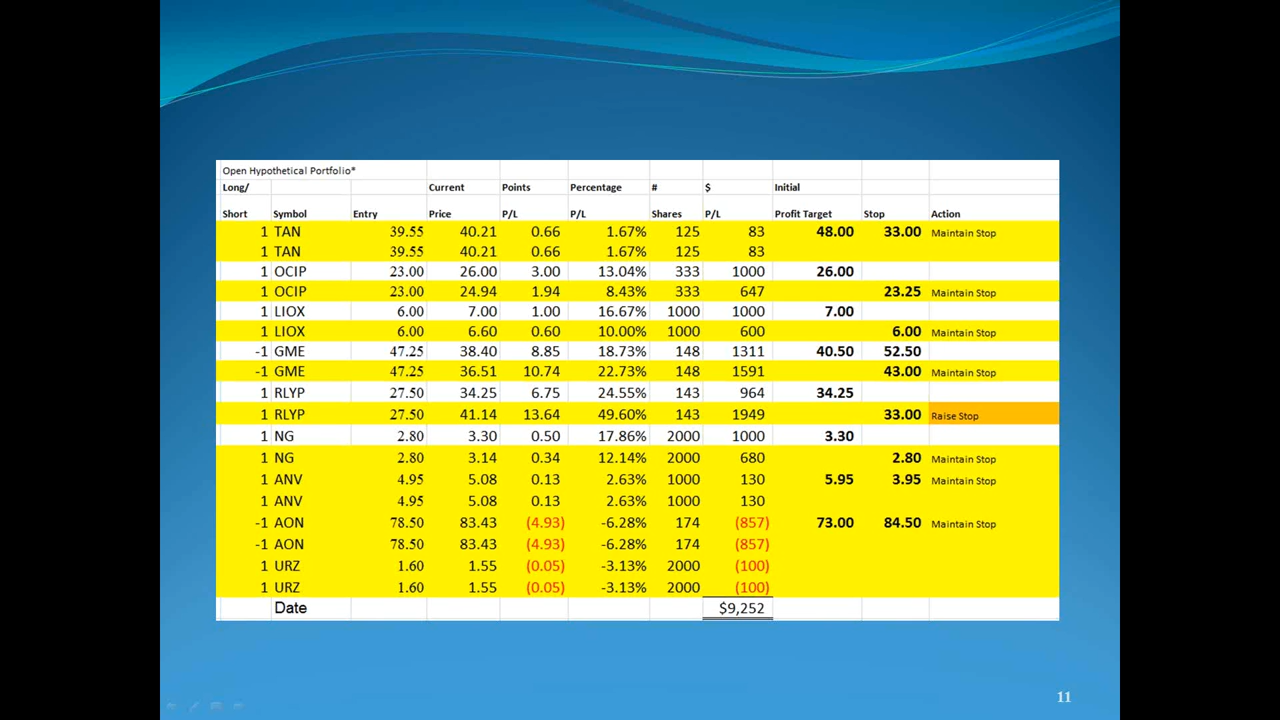 Open Hypothetical Portfolio*
Long/ Current Points Percentage # $ Initial
Short Symbol Entry Price P/L P/L Shares P/L Profit Target Stop Action
1 TAN 39.55 40.21 0.66 1.67% 125 83 48.00 33.00 Maintain Stop
1 TAN 39.55 40.21 0.66 1.67% 125 83
1 OCIP 23.00 26.00 3.00 13.04% 333 1000 26.00
1 OCIP 23.00 24.94 1.94 8.43% 333 647 23.25 Maintain Stop
1 LIOX 6.00 7.00 1.00 16.67% 1000 1000 7.00
1 LIOX 6.00 6.60 0.60 10.00% 1000 600 6.00 Maintain Stop
-1 GME 47.25 38.40 8.85 18.73% 148 1311 40.50 52.50
-1 GME 47.25 36.51 10.74 22.73% 148 1591 43.00 Maintain Stop
1 RLYP 27.50 34.25 6.75 24.55% 143 964 34.25
1 RLYP 27.50 41.14 13.64 49.60% 143 1949 33.00 Raise Stop
1 NG 2.80 3.30 0.50 17.86% 2000 1000 3.30
1 NG 2.80 3.14 0.34 12.14% 2000 680 2.80 Maintain Stop
1 ANV 4.95 5.08 0.13 2.63% 1000 130 5.95 3.95 Maintain Stop
1 ANV 4.95 5.08 0.13 2.63% 1000 130
-1 AON 78.50 83.43 (4.93) -6.28% 174 (857) 73.00 84.50 Maintain Stop
-1 AON 78.50 83.43 (4.93) -6.28% 174 (857)
1 URZ 1.60 1.55 (0.05) -3.13% 2000 (100)
1 URZ 1.60 1.55 (0.05) -3.13% 2000 (100)
Date $9,252
11